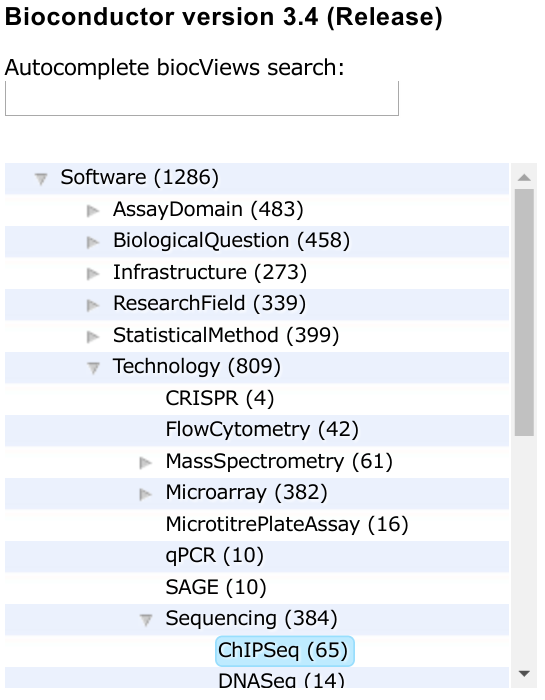 Bioconductor version 3.4 (Release)
Autocomplete biocViews search:
Software (1286)
AssayDomain (483)
BiologicalQuestion (458)
Infrastructure (273)
ResearchField (339)
StatisticalMethod (399)
Technology (809)
CRISPR (4)
FlowCytometry (42)
MassSpectrometry (61)
Microarray (382)
MicrotitrePlateAssay (16)
qPCR (10)
SAGE (10)
Sequencing (384)
ChIPSeq (65)
DNASeq (14)